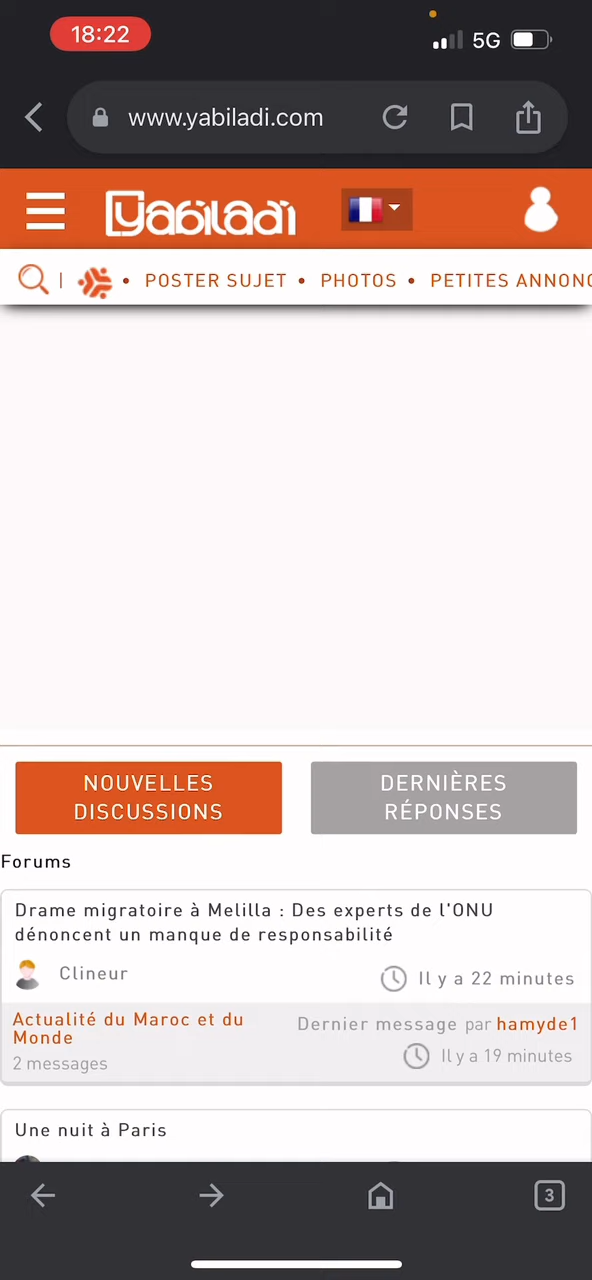 18:22
5G
www.yabiladi.com
yabiladi
POSTER SUJET • PHOTOS • PETITES ANNONC
NOUVELLES
DISCUSSIONS
DERNIÈRES
RÉPONSES
Forums
Drame migratoire à Melilla : Des experts de l'ONU
dénoncent un manque de responsabilité
Clineur
Il y a 22 minutes
Actualité du Maroc et du
Monde
2 messages
Dernier message par hamyde1
Il y a 19 minutes
Une nuit à Paris
3